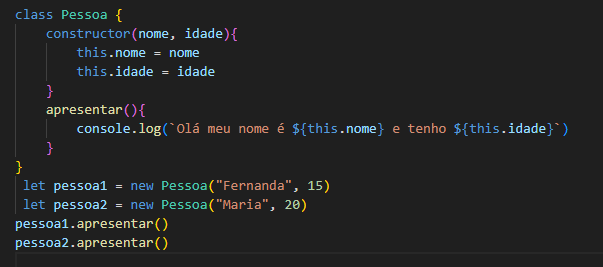 class Pessoa {
    constructor(nome, idade){
        this.nome = nome
        this.idade = idade
    }
    apresentar(){
        console.log(`Olá meu nome é ${this.nome} e tenho ${this.idade}`)
    }
}
 let pessoa1 = new Pessoa("Fernanda", 15)
 let pessoa2 = new Pessoa("Maria", 20)
pessoa1.apresentar()
pessoa2.apresentar()